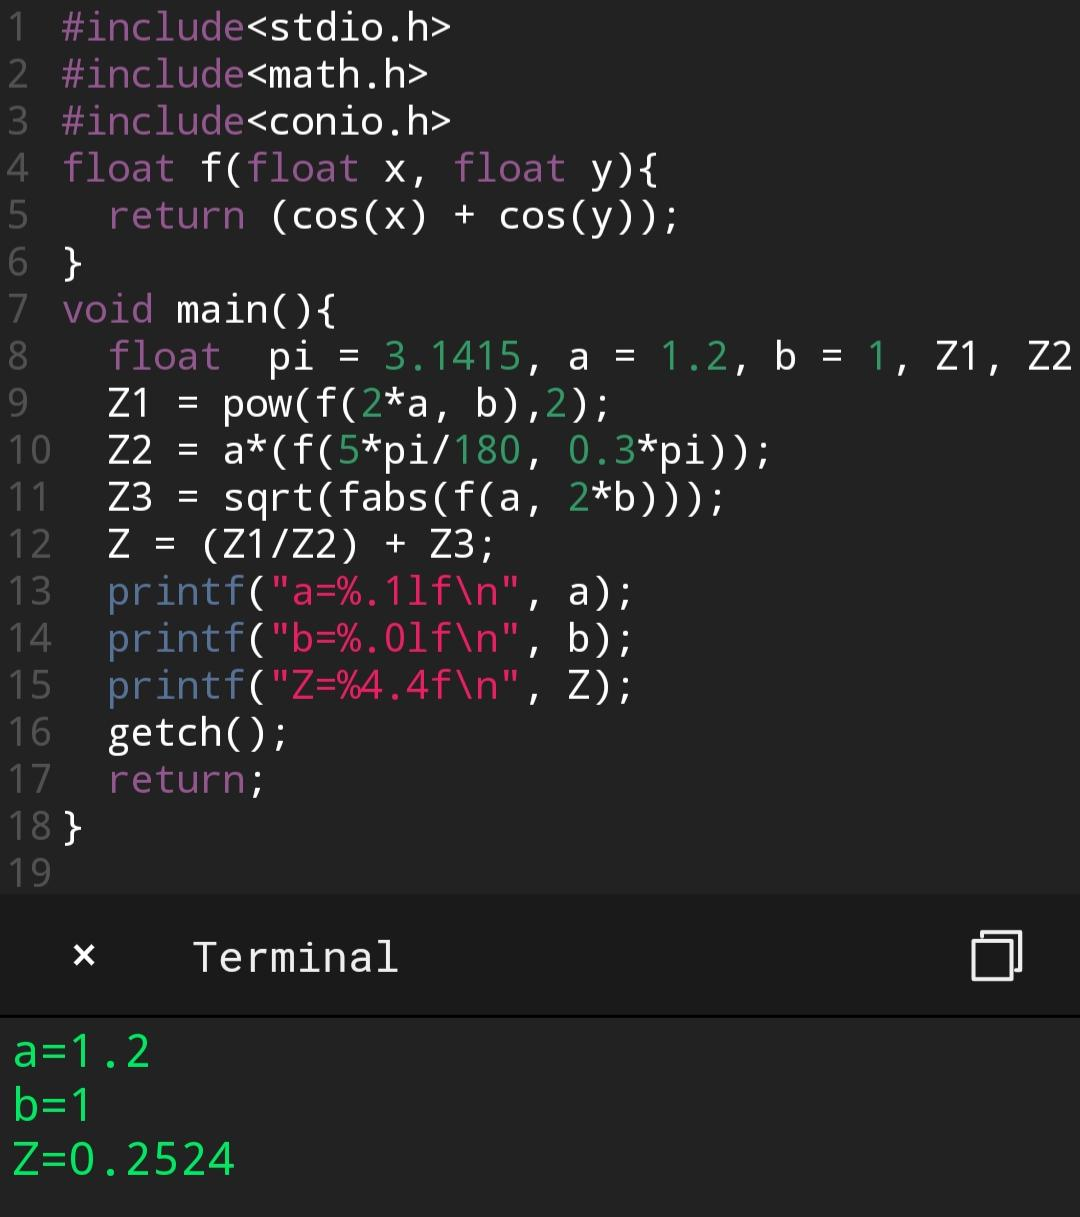 1 #include<stdio.h>
2 #include<math.h>
3 #include<conio.h>
4 float f(float x, float y){
5   return (cos(x) + cos(y));
6 }
7 void main(){
8   float  pi = 3.1415, a = 1.2, b = 1, Z1, Z2
9   Z1 = pow(f(2*a, b),2);
10   Z2 = a*(f(5*pi/180, 0.3*pi));
11   Z3 = sqrt(fabs(f(a, 2*b)));
12   Z = (Z1/Z2) + Z3;
13   printf("a=%.1lf\n", a);
14   printf("b=%.0lf\n", b);
15   printf("Z=%4.4f\n", Z);
16   getch();
17   return;
18 }
19
× Terminal
a=1.2
b=1
Z=0.2524